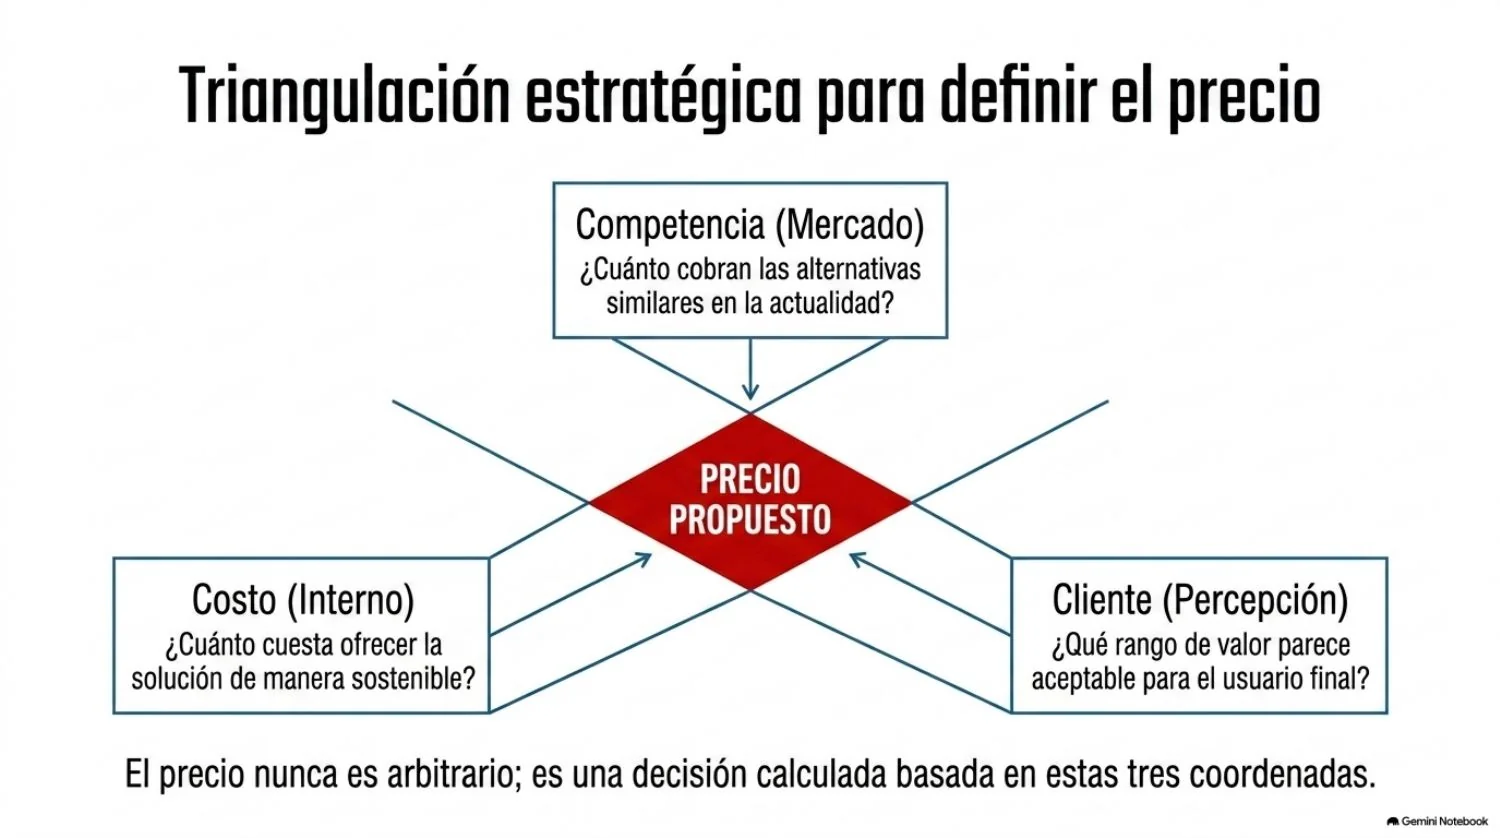 Triangulación estratégica para definir el precio
Competencia (Mercado)
¿Cuánto cobran las alternativas
similares en la actualidad?
PRECIO
PROPUESTO
Costo (Interno)
¿Cuánto cuesta ofrecer la
solución de manera sostenible?
Cliente (Percepción)
¿Qué rango de valor parece
aceptable para el usuario final?
El precio nunca es arbitrario; es una decisión calculada basada en estas tres coordenadas.
Gemini Notebook